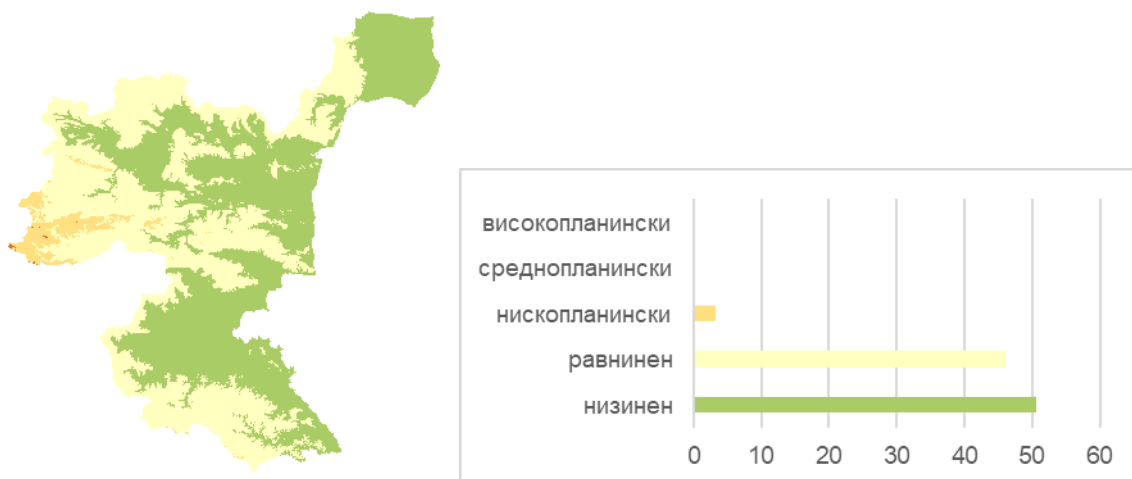 високопланински
среднопланински
нископланински
равнинен
низинен
0 10 20 30 40 50 60